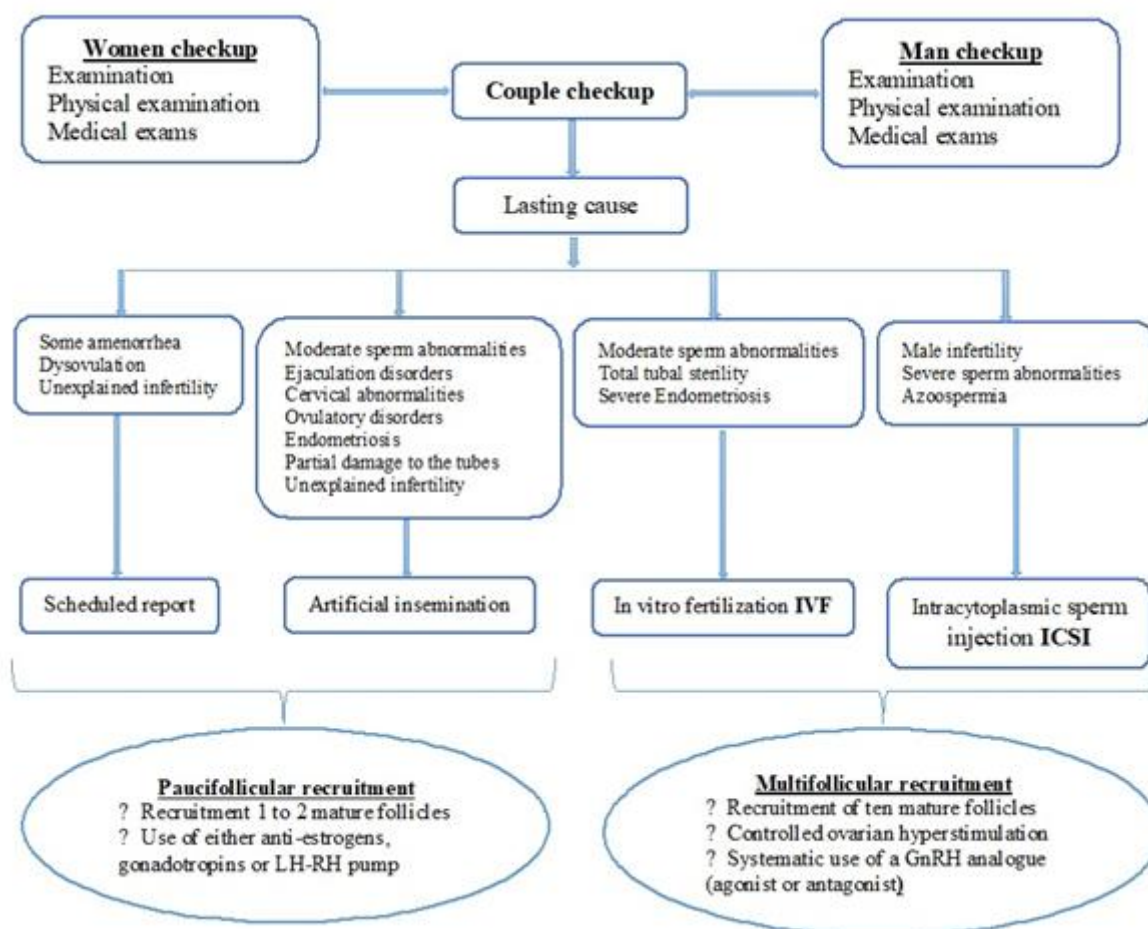 Women checkup
Examination
Physical examination
Medical exams
Couple checkup
Man checkup
Examination
Physical examination
Medical exams
Lasting cause
Some amenorrhea
Dysovulation
Unexplained infertility
Moderate sperm abnormalities
Ejaculation disorders
Cervical abnormalities
Ovulatory disorders
Endometriosis
Partial damage to the tubes
Unexplained infertility
Moderate sperm abnormalities
Total tubal sterility
Severe Endometriosis
Male infertility
Severe sperm abnormalities
Azoospermia
Scheduled report
Artificial insemination
In vitro fertilization IVF
Intracytoplasmic sperm
injection ICSI
Paucifollicular recruitment
? Recruitment 1 to 2 mature follicles
? Use of either anti-estrogens,
gonadotropins or LH-RH pump
Multifollicular recruitment
? Recruitment of ten mature follicles
? Controlled ovarian hyperstimulation
? Systematic use of a GnRH analogue
(agonist or antagonist)